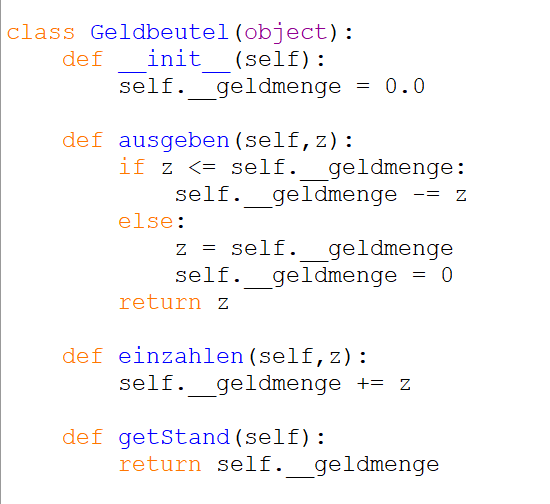 class Geldbeutel(object):
    def __init__(self):
        self.__geldmenge = 0.0

    def ausgeben(self,z):
        if z <= self.__geldmenge:
            self.__geldmenge -= z
        else:
            z = self.__geldmenge
            self.__geldmenge = 0
        return z

    def einzahlen(self,z):
        self.__geldmenge += z

    def getStand(self):
        return self.__geldmenge